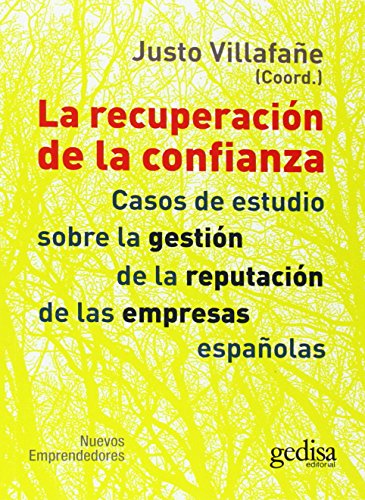 Justo Villafañe
(Coord.)
La recuperación
de la confianza
Casos de estudio
sobre la gestión
de la reputación
de las empresas
españolas
Nuevos
Emprendedores
gedisa
editorial